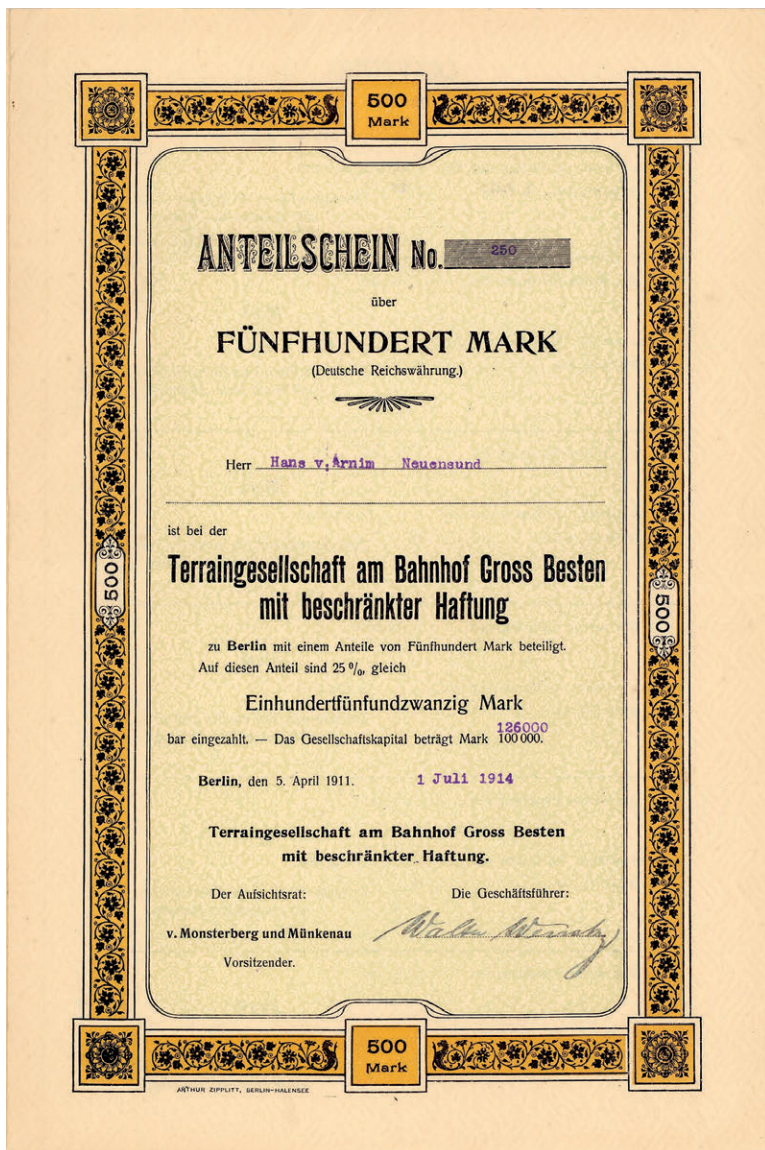 500
Mark
ANTEILSCHEIN No. 250
über
FÜNFHUNDERT MARK
(Deutsche Reichswährung.)
Herr Hans v. Arnim Neuensund
ist bei der
Terraingesellschaft am Bahnhof Gross Besten
mit beschränkter Haftung
500
500
zu Berlin mit einem Anteile von Fünfhundert Mark beteiligt.
Auf diesen Anteil sind 25 %, gleich
Einhundertfünfundzwanzig Mark
126000
bar eingezahlt. — Das Gesellschaftskapital beträgt Mark 100 000.
Berlin, den 5. April 1911. 1 Juli 1914
Terraingesellschaft am Bahnhof Gross Besten
mit beschränkter Haftung.
Der Aufsichtsrat: Die Geschäftsführer:
v. Monsterberg und Münkenau Walter
Vorsitzender.
500
Mark
ARTHUR ZIPPLITT, BERLIN-HALENSEE